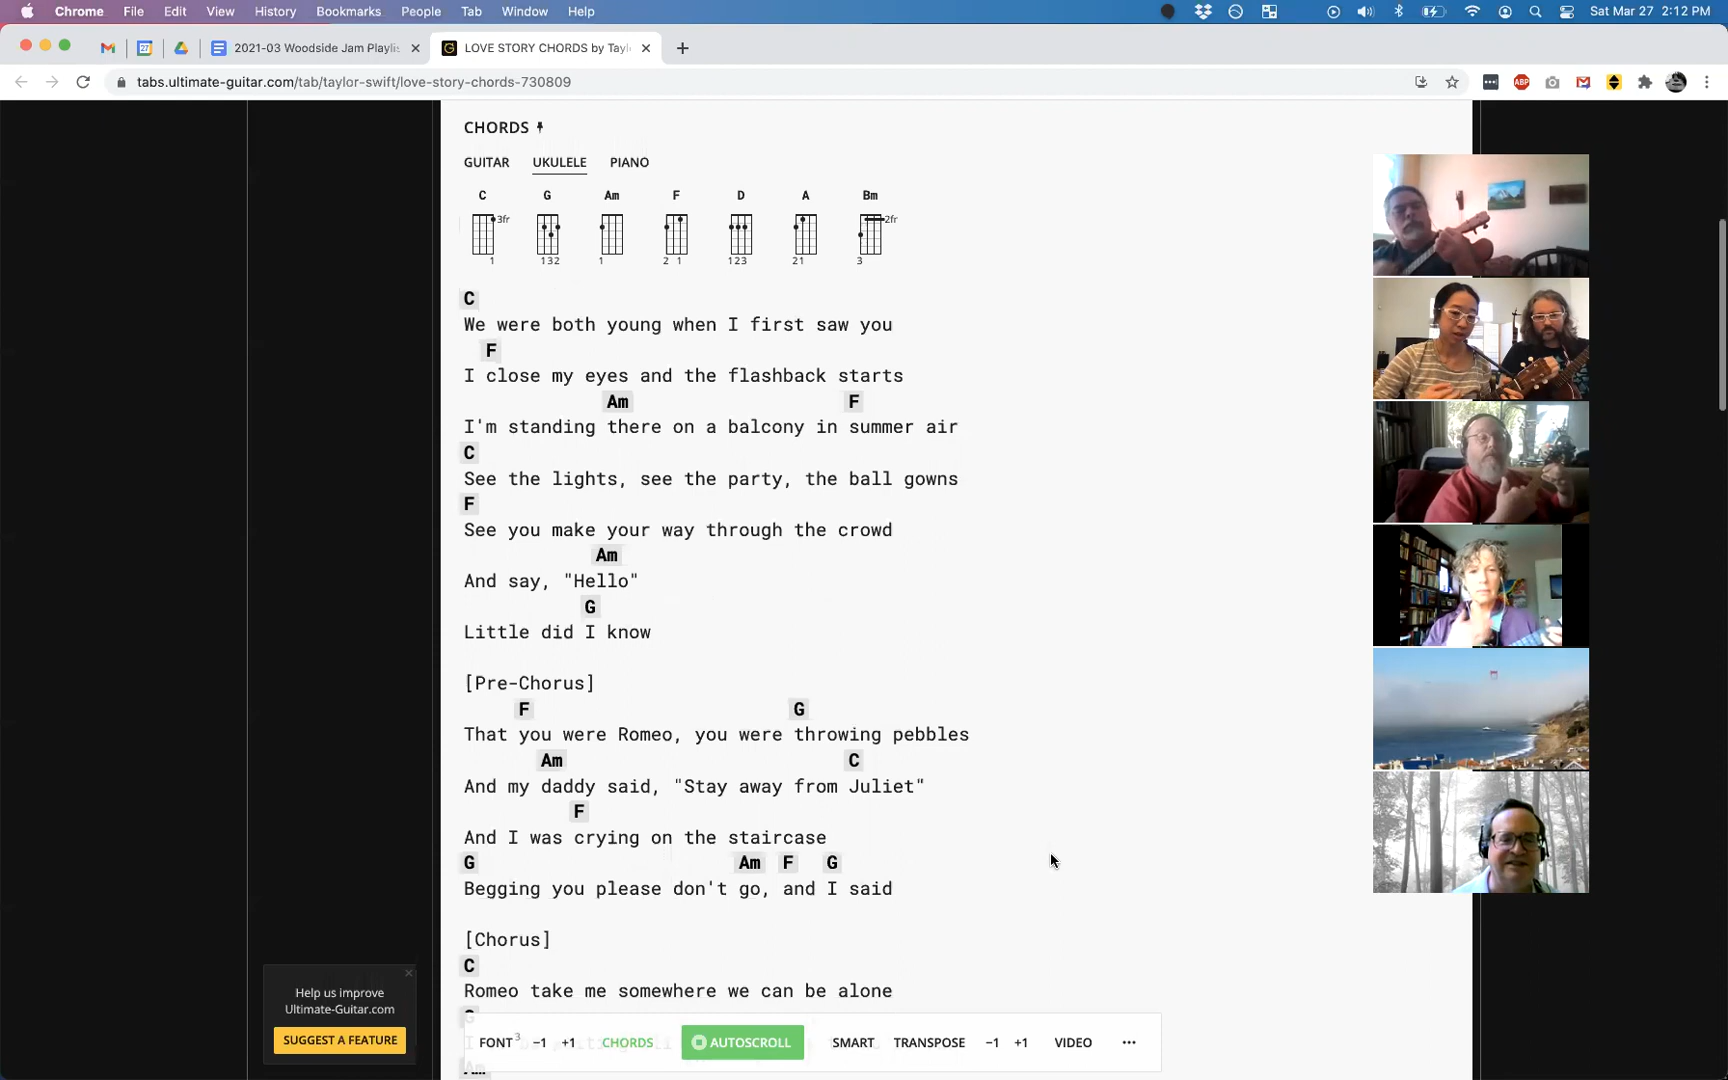 Chrome File Edit View History Bookmarks People Tab Window Help Sat Mar 27 2:12 PM
27 2021-03 Woodside Jam Playlis LOVE STORY CHORDS by Tayl
tabs.ultimate-guitar.com/tab/taylor-swift/love-story-chords-730809 ABP
CHORDS
GUITAR UKULELE PIANO
C G Am F D A Bm
3fr 2fr
1 132 1 2 1 123 21 3
C
We were both young when I first saw you
F
I close my eyes and the flashback starts
Am F
I'm standing there on a balcony in summer air
C
See the lights, see the party, the ball gowns
F
See you make your way through the crowd
Am
And say, "Hello"
G
Little did I know
[Pre-Chorus]
F G
That you were Romeo, you were throwing pebbles
Am C
And my daddy said, "Stay away from Juliet"
F
And I was crying on the staircase
G Am F G
Begging you please don't go, and I said
[Chorus]
C
Romeo take me somewhere we can be alone
G
Am
Help us improve
Ultimate-Guitar.com
SUGGEST A FEATURE
FONT 3 −1 +1 CHORDS AUTOSCROLL SMART TRANSPOSE −1 +1 VIDEO ···